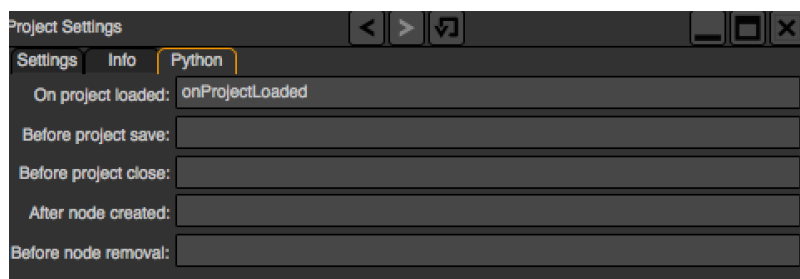 Project Settings
Settings Info Python
On project loaded: onProjectLoaded
Before project save:
Before project close:
After node created:
Before node removal: